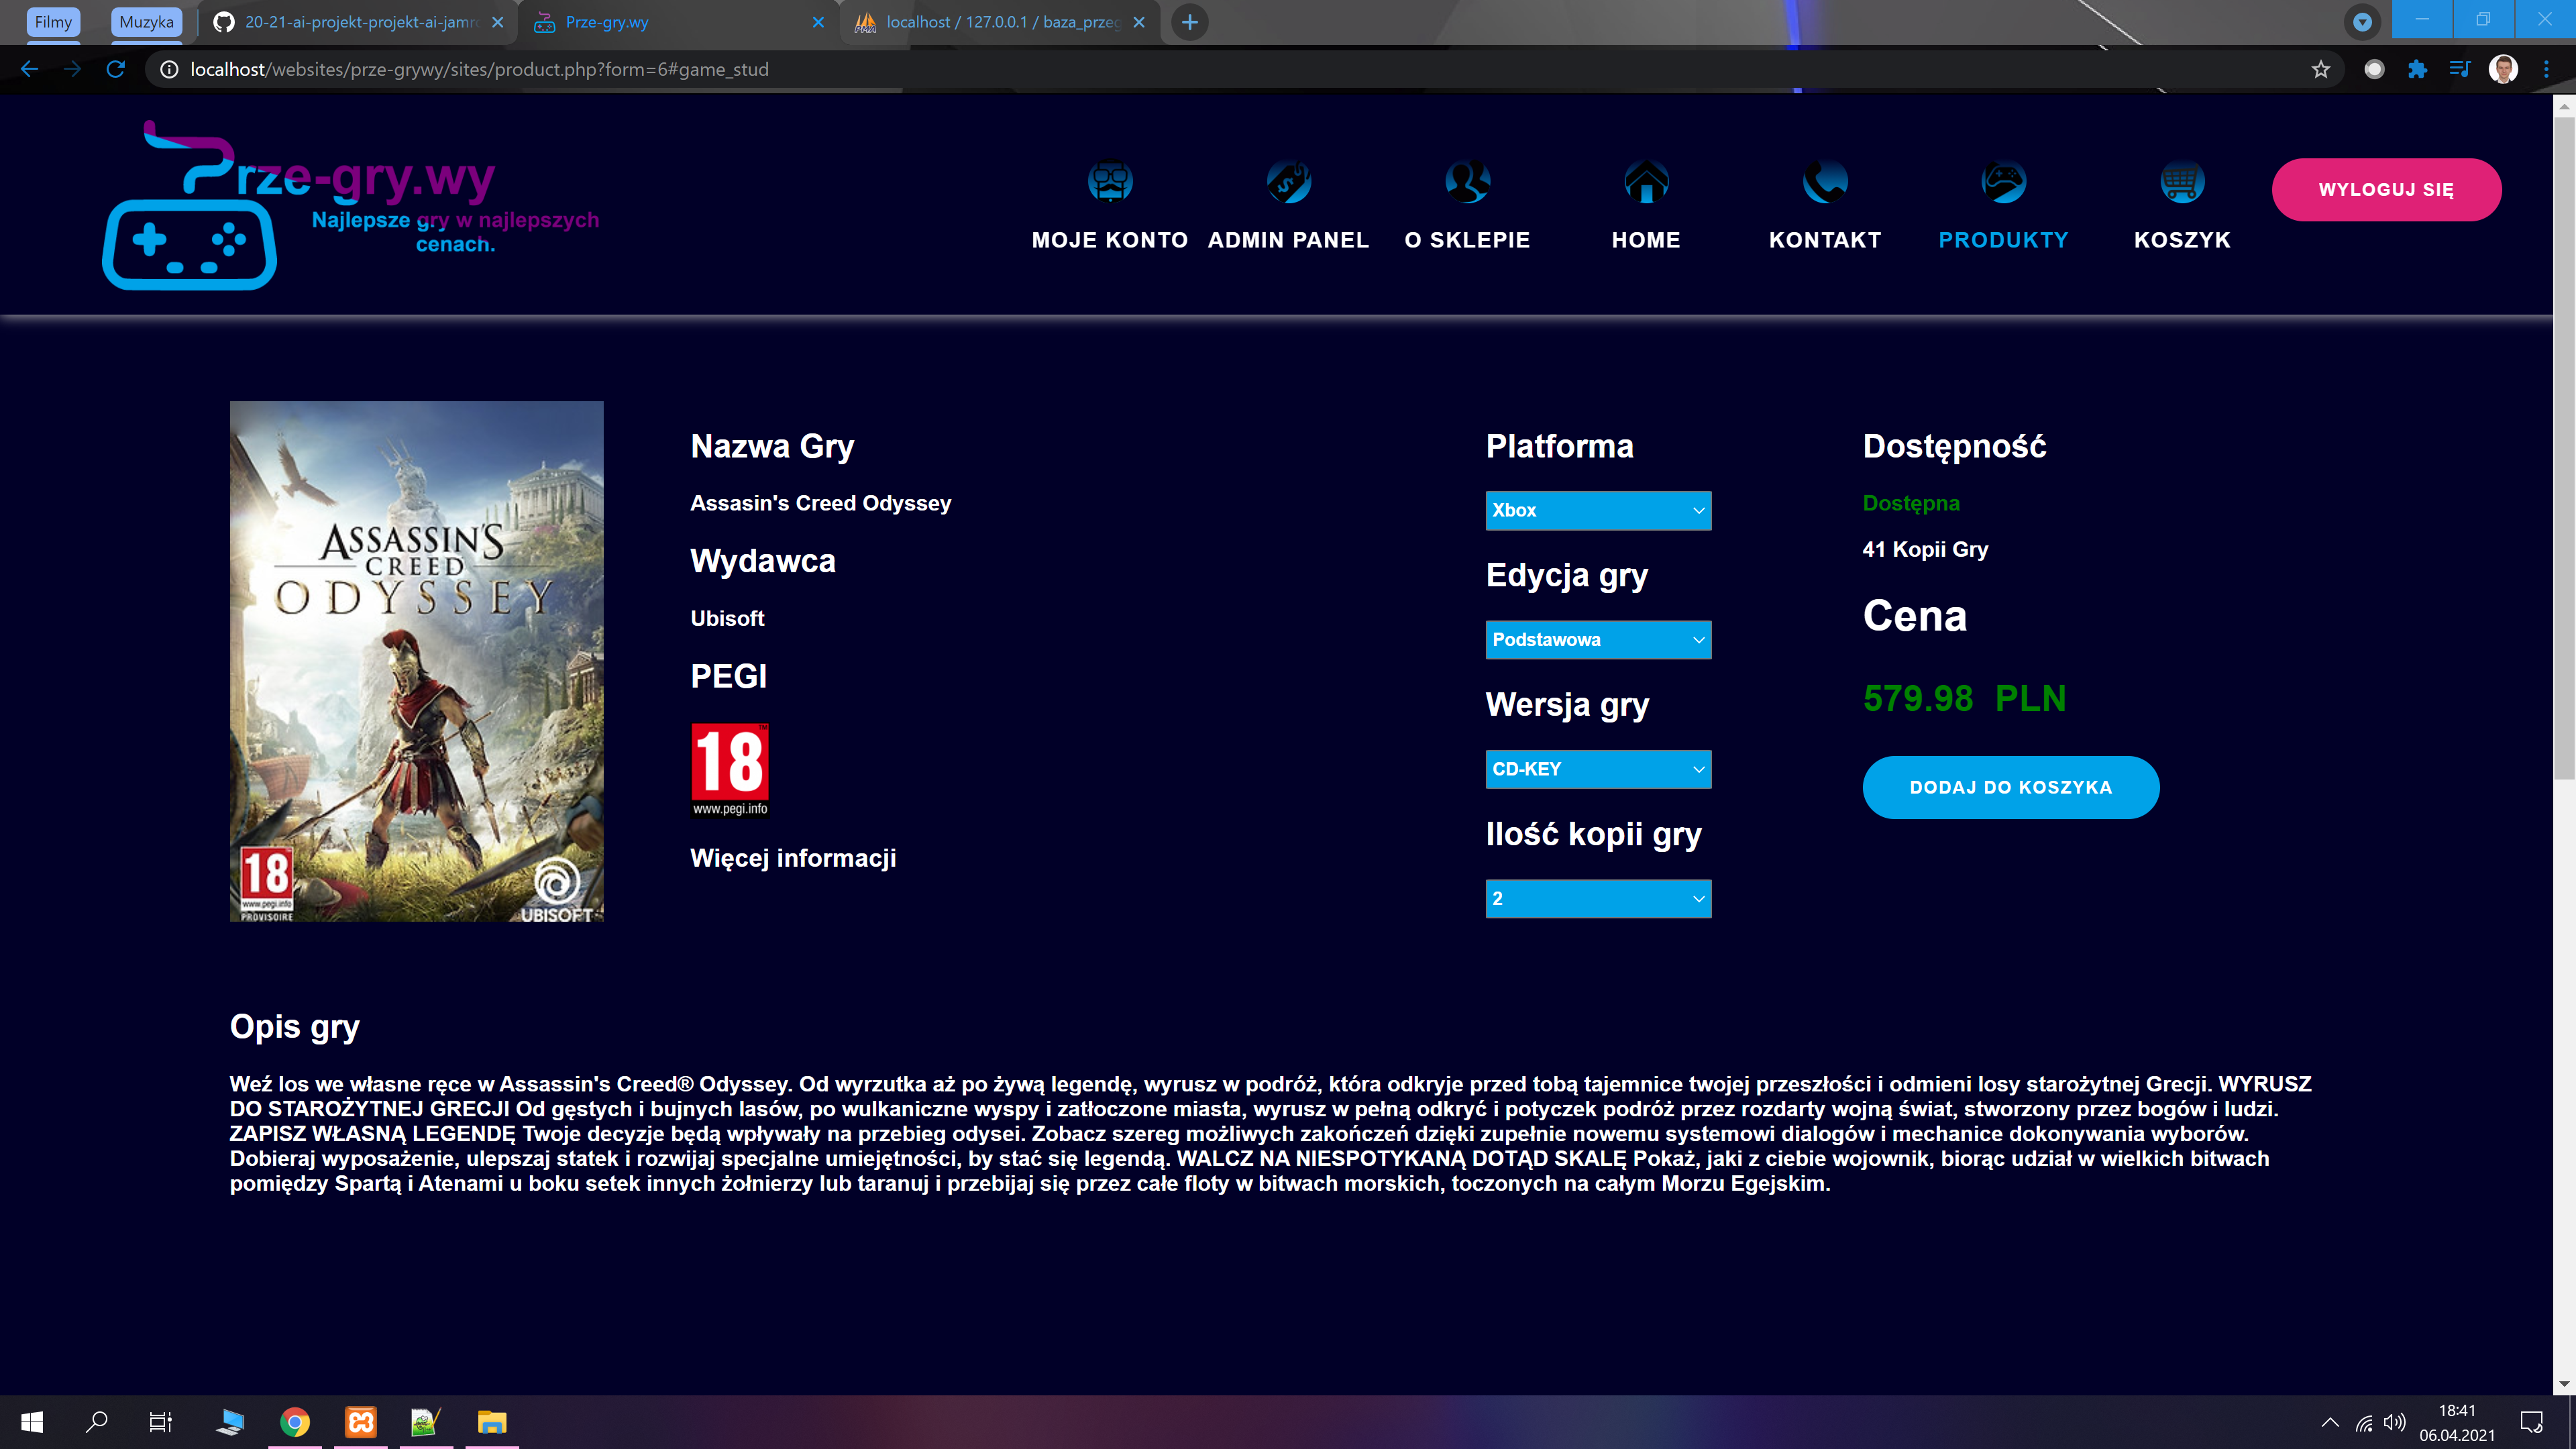 Filmy
Muzyka
20-21-ai-projekt-projekt-ai-jamro
Prze-gry.wy
localhost / 127.0.0.1 / baza_przeg
localhost/websites/prze-grywy/sites/product.php?form=6#game_stud
Prze-gry.wy
Najlepsze gry w najlepszych
cenach.
MOJE KONTO
ADMIN PANEL
O SKLEPIE
HOME
KONTAKT
PRODUKTY
KOSZYK
WYLOGUJ SIĘ
ASSASSIN'S
CREED
ODYSSEY
18
www.pegi.info
PROVISOIRE
UBISOFT
Nazwa Gry
Assasin's Creed Odyssey
Wydawca
Ubisoft
PEGI
18
www.pegi.info
Więcej informacji
Platforma
Xbox
Edycja gry
Podstawowa
Wersja gry
CD-KEY
Ilość kopii gry
2
Dostępność
Dostępna
41 Kopii Gry
Cena
579.98 PLN
DODAJ DO KOSZYKA
Opis gry
Weź los we własne ręce w Assassin's Creed® Odyssey. Od wyrzutka aż po żywą legendę, wyrusz w podróż, która odkryje przed tobą tajemnice twojej przeszłości i odmieni losy starożytnej Grecji. WYRUSZ
DO STAROŻYTNEJ GRECJI Od gęstych i bujnych lasów, po wulkaniczne wyspy i zatłoczone miasta, wyrusz w pełną odkryć i potyczek podróż przez rozdarty wojną świat, stworzony przez bogów i ludzi.
ZAPISZ WŁASNĄ LEGENDĘ Twoje decyzje będą wpływały na przebieg odysei. Zobacz szereg możliwych zakończeń dzięki zupełnie nowemu systemowi dialogów i mechanice dokonywania wyborów.
Dobieraj wyposażenie, ulepszaj statek i rozwijaj specjalne umiejętności, by stać się legendą. WALCZ NA NIESPOTYKANĄ DOTĄD SKALĘ Pokaż, jaki z ciebie wojownik, biorąc udział w wielkich bitwach
pomiędzy Spartą i Atenami u boku setek innych żołnierzy lub taranuj i przebijaj się przez całe floty w bitwach morskich, toczonych na całym Morzu Egejskim.
18:41
06.04.2021